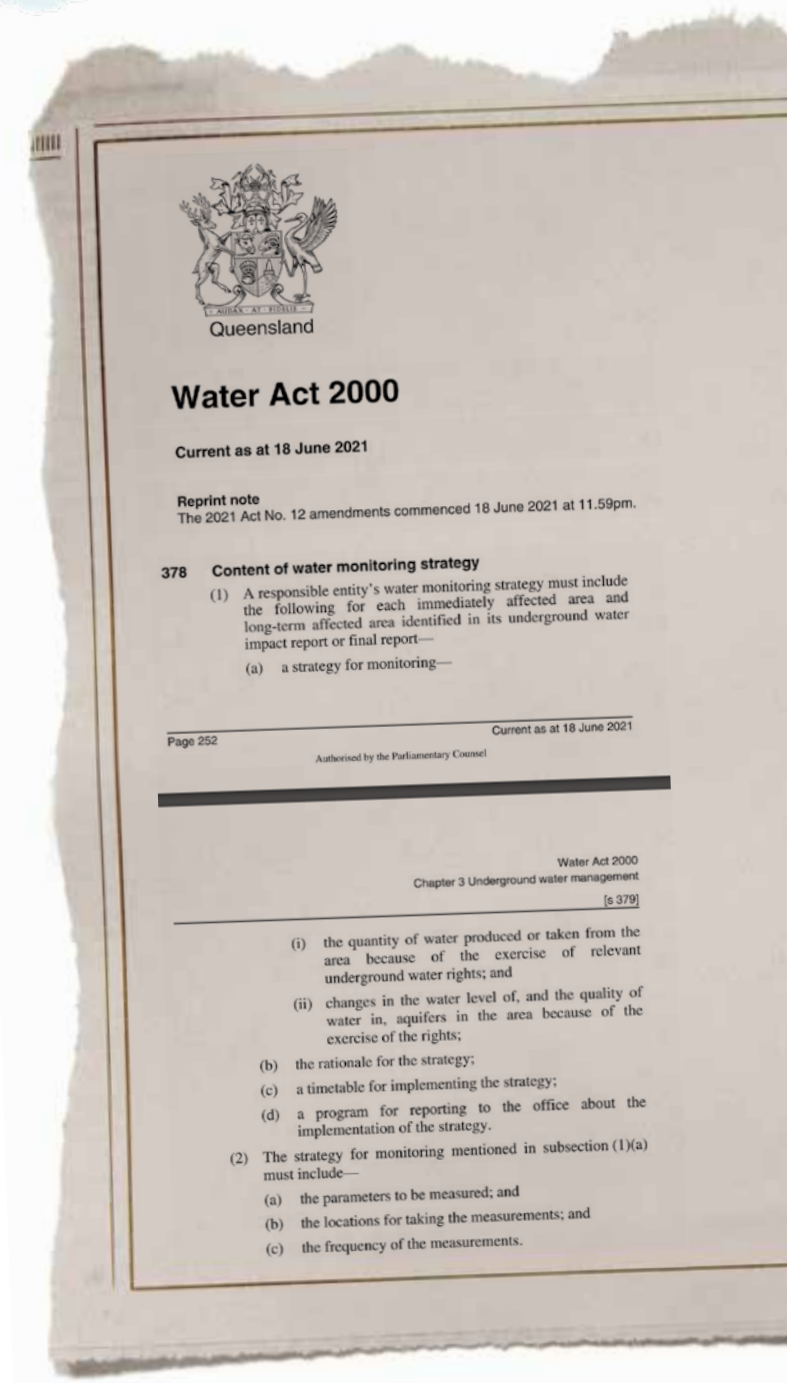 AUDAX AT FIDELIS
Queensland
Water Act 2000
Current as at 18 June 2021
Reprint note
The 2021 Act No. 12 amendments commenced 18 June 2021 at 11.59pm.
378 Content of water monitoring strategy
(1) A responsible entity's water monitoring strategy must include
the following for each immediately affected area and
long-term affected area identified in its underground water
impact report or final report—
(a) a strategy for monitoring—
Page 252 Current as at 18 June 2021
Authorised by the Parliamentary Counsel
Water Act 2000
Chapter 3 Underground water management
[s 379]
(i) the quantity of water produced or taken from the
area because of the exercise of relevant
underground water rights; and
(ii) changes in the water level of, and the quality of
water in, aquifers in the area because of the
exercise of the rights;
(b) the rationale for the strategy;
(c) a timetable for implementing the strategy;
(d) a program for reporting to the office about the
implementation of the strategy.
(2) The strategy for monitoring mentioned in subsection (1)(a)
must include—
(a) the parameters to be measured; and
(b) the locations for taking the measurements; and
(c) the frequency of the measurements.